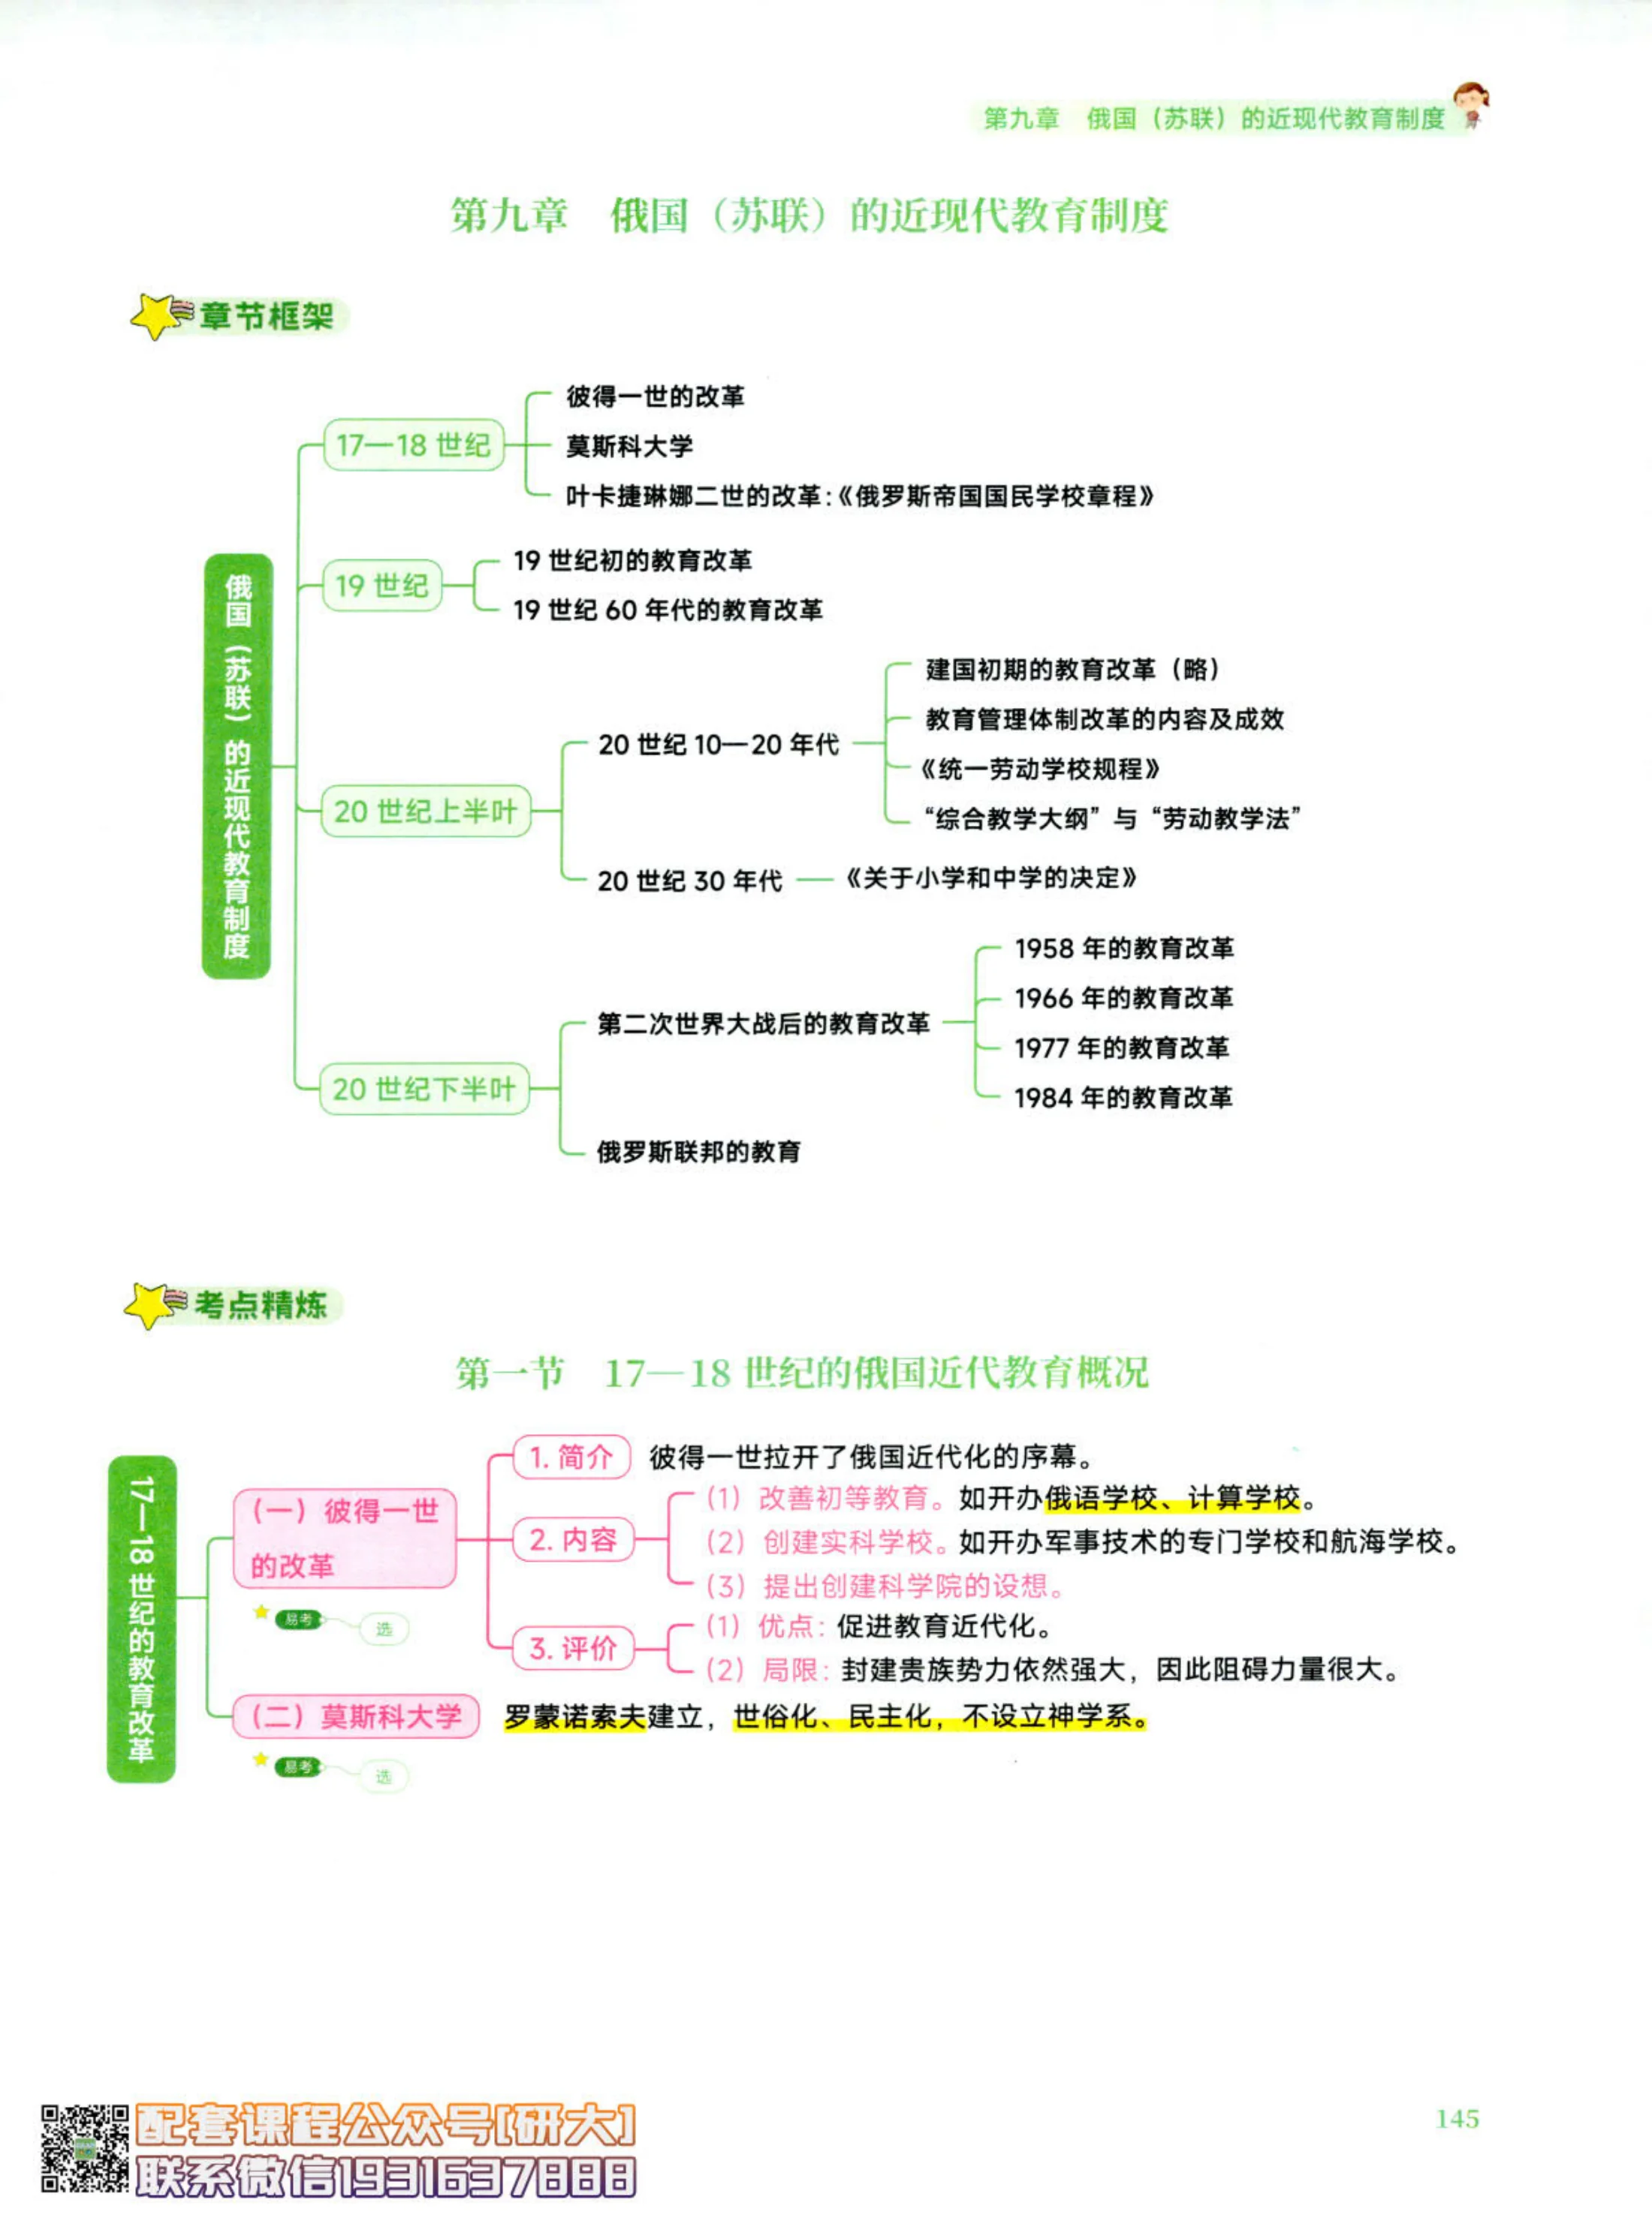 第九章 俄国（苏联）的近现代教育制度
第九章 俄国（苏联）的近现代教育制度
章节框架
俄国（苏联）的近现代教育制度
17—18 世纪
彼得一世的改革
莫斯科大学
叶卡捷琳娜二世的改革：《俄罗斯帝国国民学校章程》
19 世纪
19 世纪初的教育改革
19 世纪 60 年代的教育改革
20 世纪上半叶
20 世纪 10—20 年代
建国初期的教育改革（略）
教育管理体制改革的内容及成效
《统一劳动学校规程》
“综合教学大纲”与“劳动教学法”
20 世纪 30 年代
《关于小学和中学的决定》
20 世纪下半叶
第二次世界大战后的教育改革
1958 年的教育改革
1966 年的教育改革
1977 年的教育改革
1984 年的教育改革
俄罗斯联邦的教育
考点精炼
第一节 17—18 世纪的俄国近代教育概况
17—18 世纪的教育改革
（一）彼得一世
的改革
易考 选
1. 简介 彼得一世拉开了俄国近代化的序幕。
2. 内容
（1）改善初等教育。如开办俄语学校、计算学校。
（2）创建实科学校。如开办军事技术的专门学校和航海学校。
（3）提出创建科学院的设想。
3. 评价
（1）优点：促进教育近代化。
（2）局限：封建贵族势力依然强大，因此阻碍力量很大。
（二）莫斯科大学 罗蒙诺索夫建立，世俗化、民主化，不设立神学系。
易考 选
配套课程公众号[研大]
联系微信1931637888
145